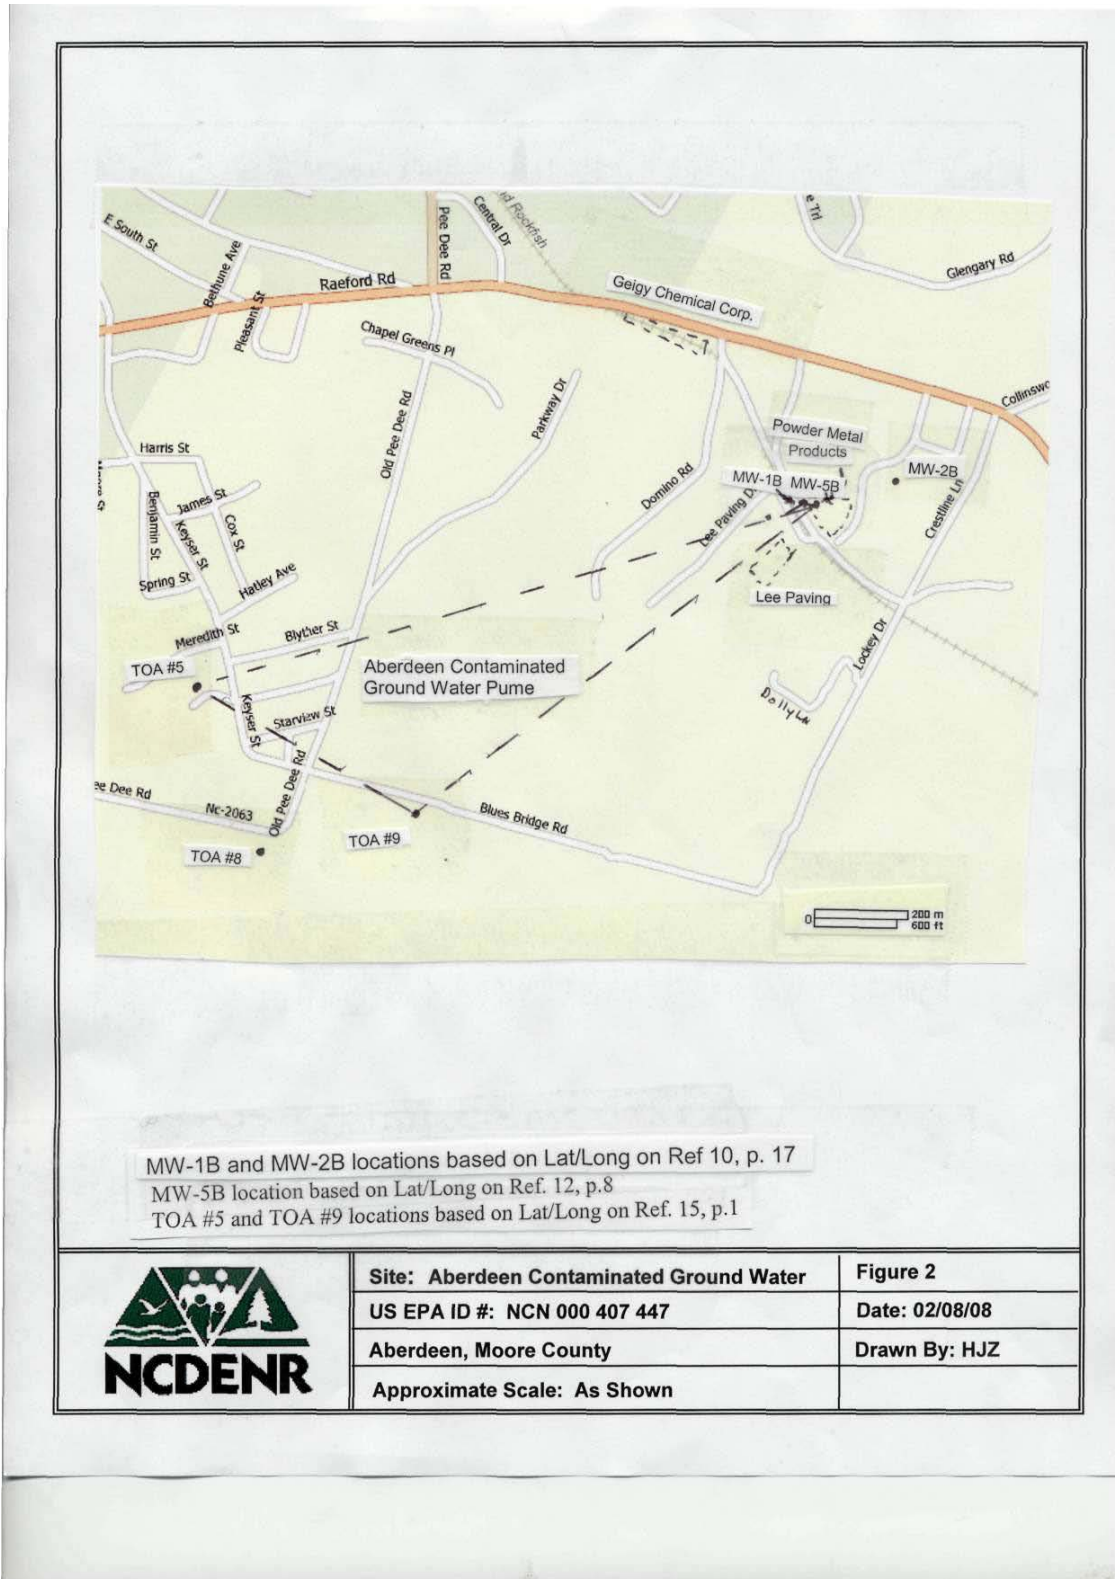 E South St
Bethune Ave
Pleasant St
Raeford Rd
Pee Dee Rd
Central Dr
Rockfish
e Trl
Glengary Rd
Geigy Chemical Corp.
Chapel Greens Pl
Old Pee Dee Rd
Parkway Dr
Collinswo
Powder Metal
Products
MW-2B
MW-1B MW-5B
Domino Rd
Lee Paving D
Crestline Ln
Harris St
James St
Benjamin St
Keyser St
Cox St
Spring St
Hatley Ave
Lee Paving
Meredith St
Blyther St
TOA #5
Aberdeen Contaminated
Ground Water Pume
Lockey Dr
Dolly Ln
Keyser St
Starview St
ee Dee Rd
Nc-2063
Old Pee Dee Rd
Blues Bridge Rd
TOA #8
TOA #9
0 200 m
600 ft
MW-1B and MW-2B locations based on Lat/Long on Ref 10, p. 17
MW-5B location based on Lat/Long on Ref. 12, p.8
TOA #5 and TOA #9 locations based on Lat/Long on Ref. 15, p.1
NCDENR
Site: Aberdeen Contaminated Ground Water
Figure 2
US EPA ID #: NCN 000 407 447
Date: 02/08/08
Aberdeen, Moore County
Drawn By: HJZ
Approximate Scale: As Shown